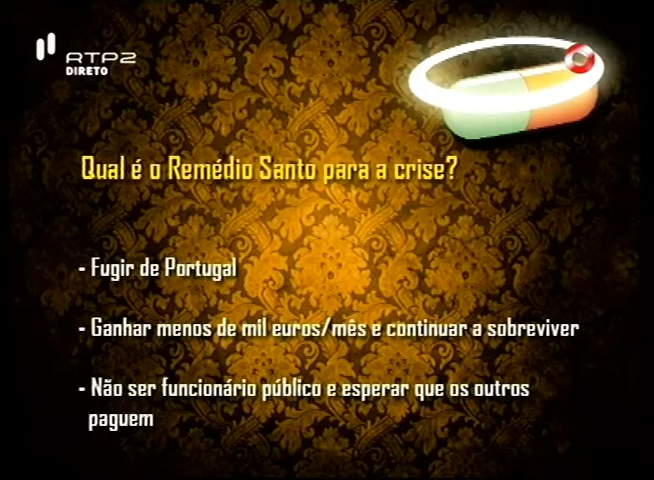 RTP2
DIRETO
Qual é o Remédio Santo para a crise?
- Fugir de Portugal
- Ganhar menos de mil euros/mês e continuar a sobreviver
- Não ser funcionário público e esperar que os outros
paguem